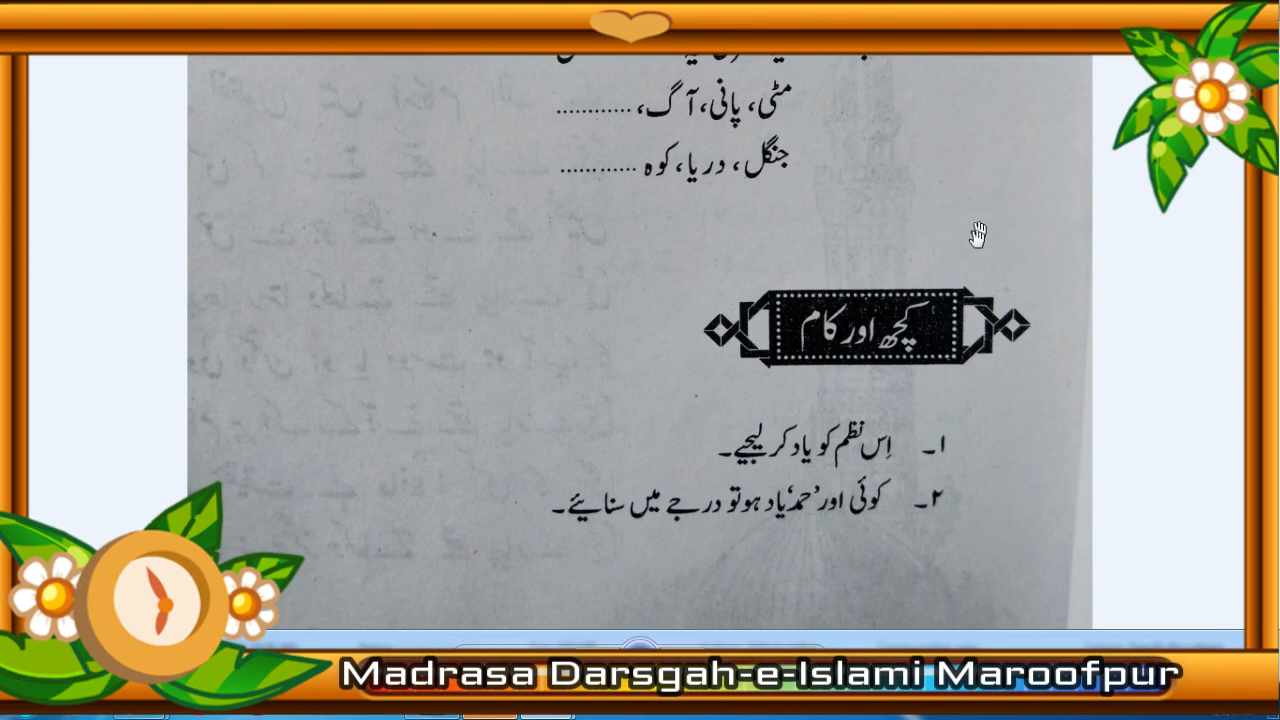 مٹی، پانی، آگ، ............
جنگل، دریا، کوہ ............
کچھ اور کام
۱۔ اِس نظم کو یاد کر لیجیے۔
۲۔ کوئی اور ’حمد‘ یاد ہو تو درجے میں سنایئے۔
Madrasa Darsgah-e-Islami Maroofpur